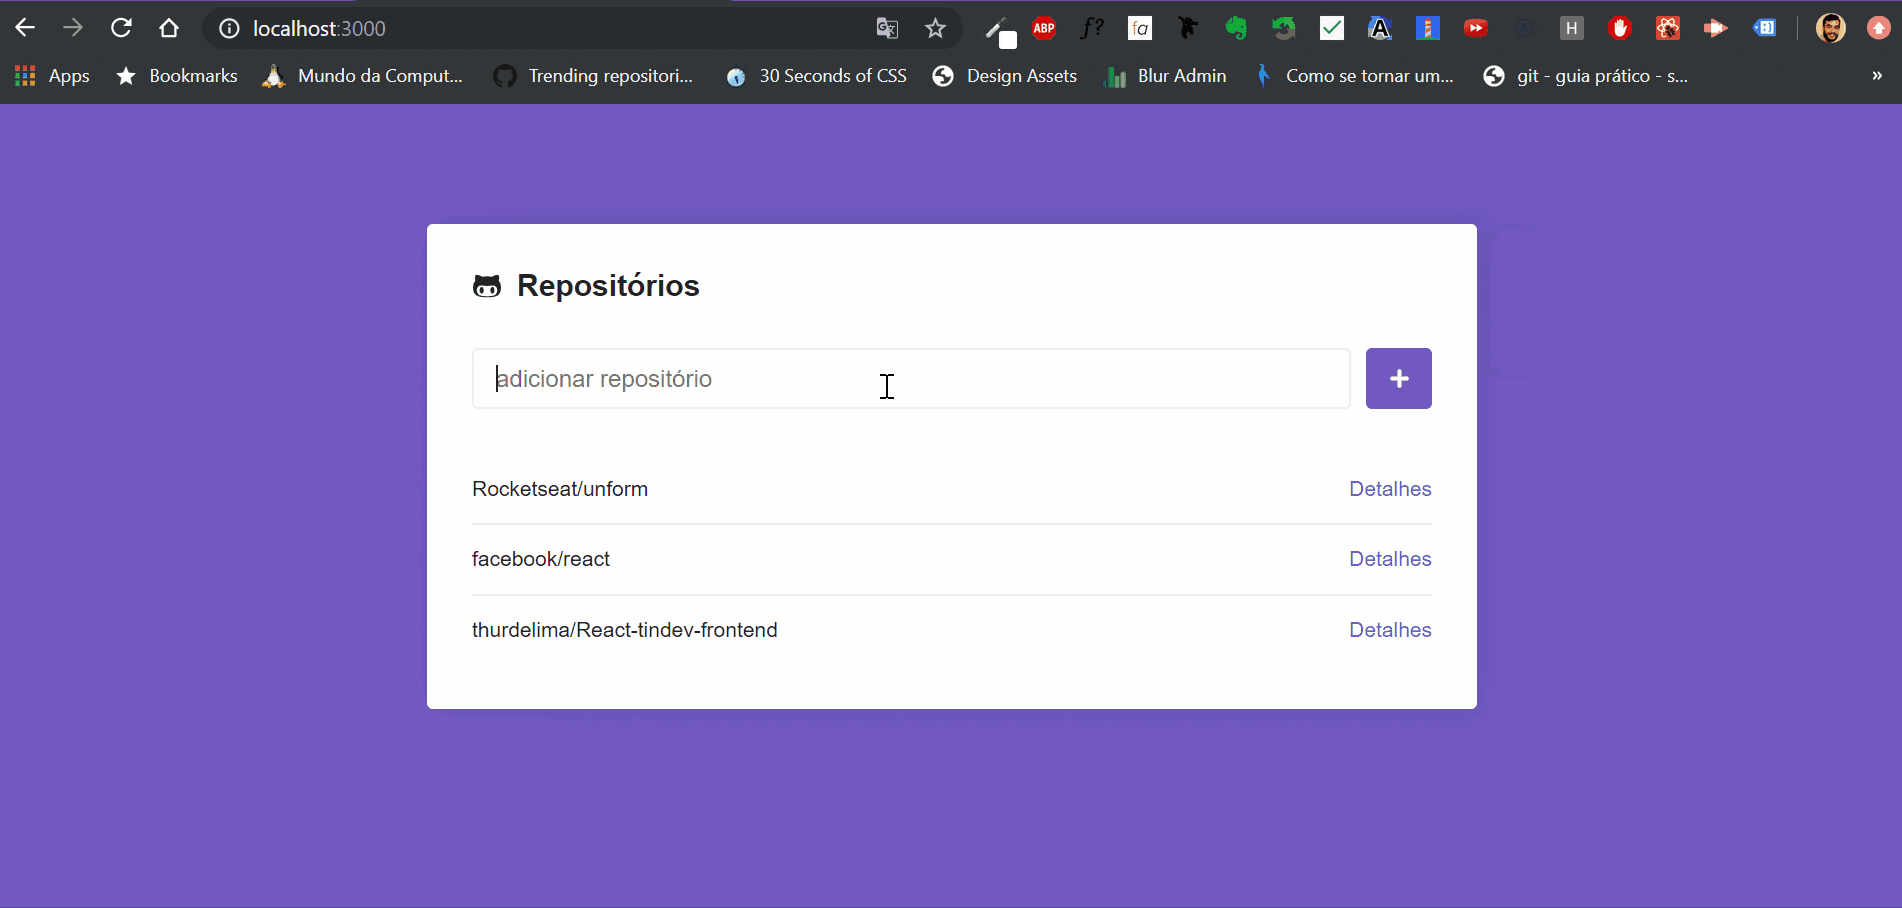 localhost:3000
ABP
f?
fa
A
H
Apps
Bookmarks
Mundo da Comput...
Trending repositori...
30 Seconds of CSS
Design Assets
Blur Admin
Como se tornar um...
git - guia prático - s...
»
Repositórios
adicionar repositório
+
Rocketseat/unform
Detalhes
facebook/react
Detalhes
thurdelima/React-tindev-frontend
Detalhes